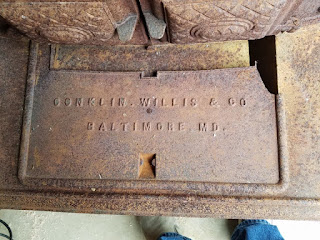 CONKLIN. WILLIS & CO
BALTIMORE. MD.